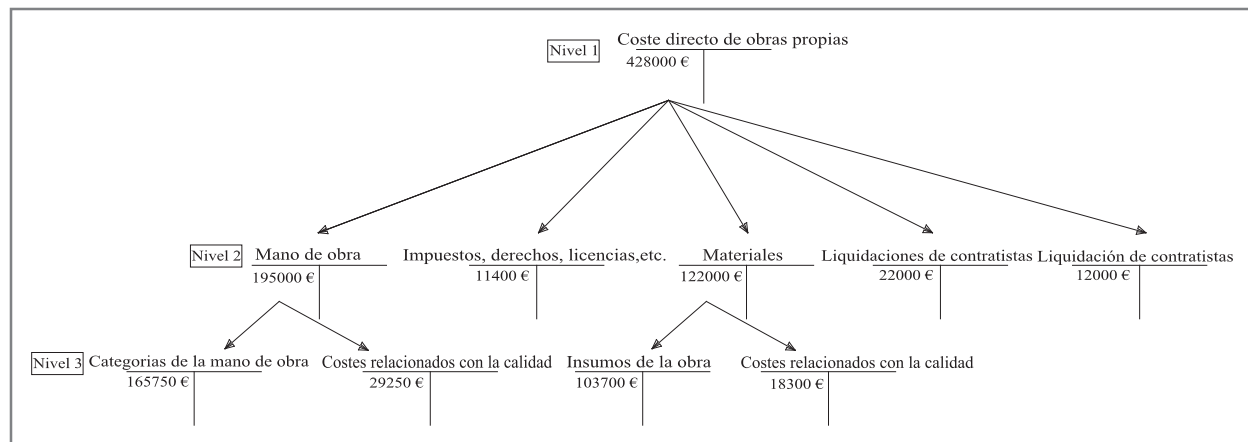 Coste directo de obras propias
Nivel 1
428000 €
Nivel 2
Mano de obra
Impuestos, derechos, licencias,etc.
Materiales
Liquidaciones de contratistas
Liquidación de contratistas
195000 €
11400 €
122000 €
22000 €
12000 €
Nivel 3
Categorias de la mano de obra
Costes relacionados con la calidad
Insumos de la obra
Costes relacionados con la calidad
165750 €
29250 €
103700 €
18300 €